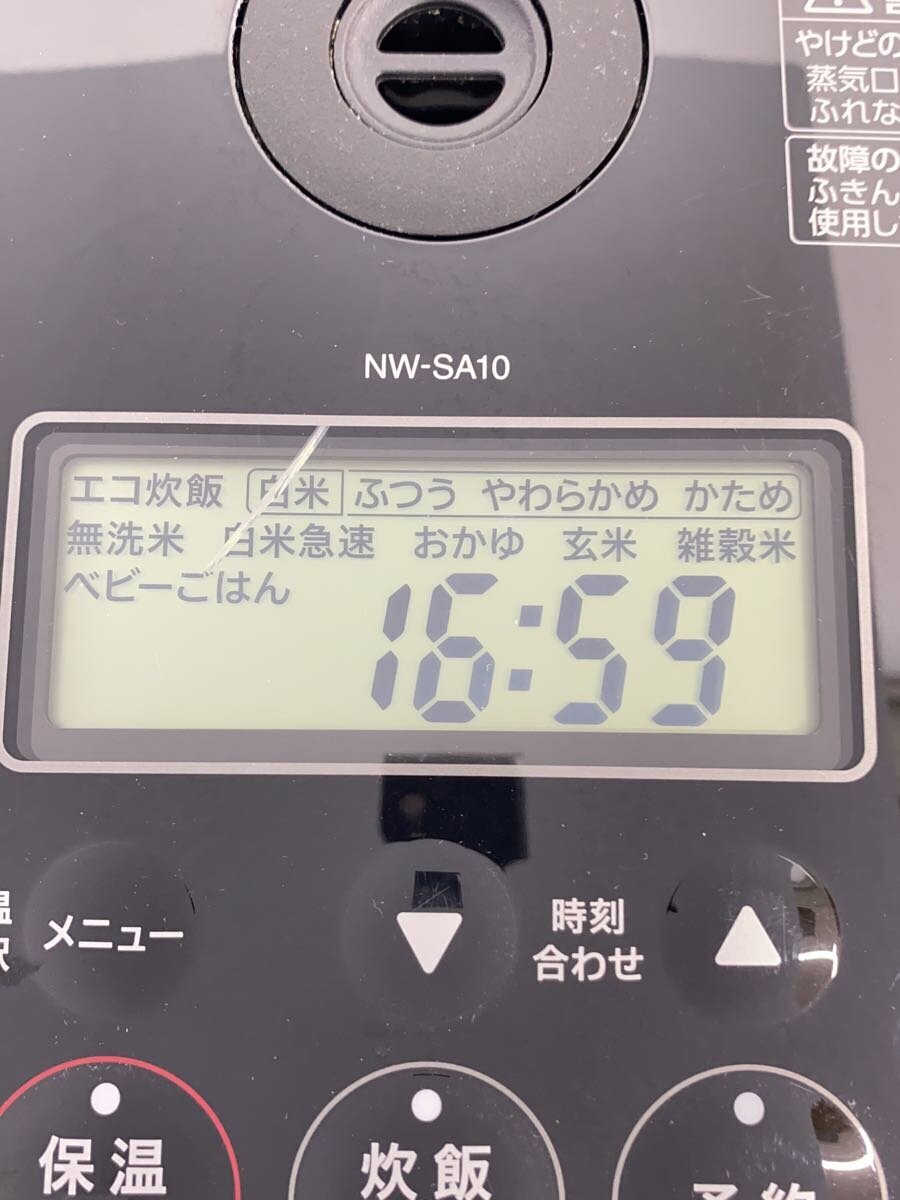 やけどの
蒸気口
ふれな
故障の
ふきん
使用し
NW-SA10
エコ炊飯 白米 ふつう やわらかめ かため
無洗米 白米急速 おかゆ 玄米 雑穀米
ベビーごはん
16:59
メニュー ▼ 時刻 ▲
合わせ
保温 炊飯 予約